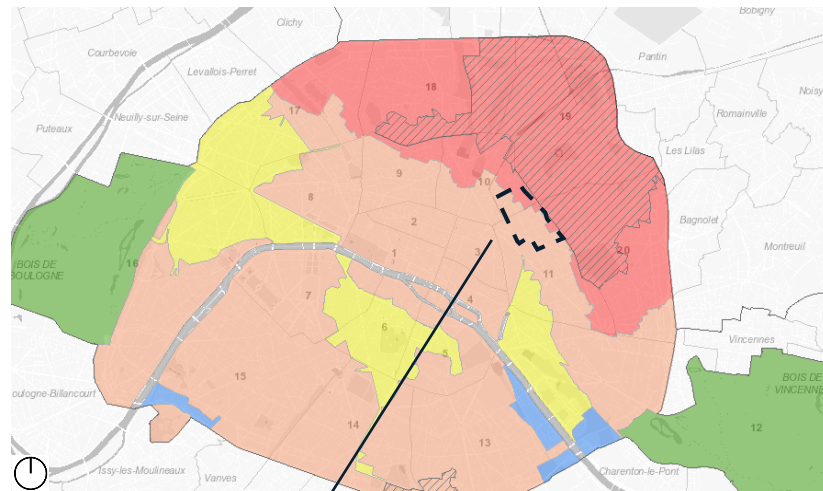 Clichy
Bobigny
Courbevoie
Pantin
Levallois-Perret
18
Noisy
17
Romainville
19
Neuilly-sur-Seine
Puteaux
Les Lilas
9
10
8
Bagnolet
2
Montreuil
1
3
20
BOIS DE
BOULOGNE
16
11
7
4
6
Vincennes
5
15
BOIS DE
VINCENNE
oulogne-Billancourt
14
12
13
Issy-les-Moulineaux
Vanves
Charenton-le-Pont